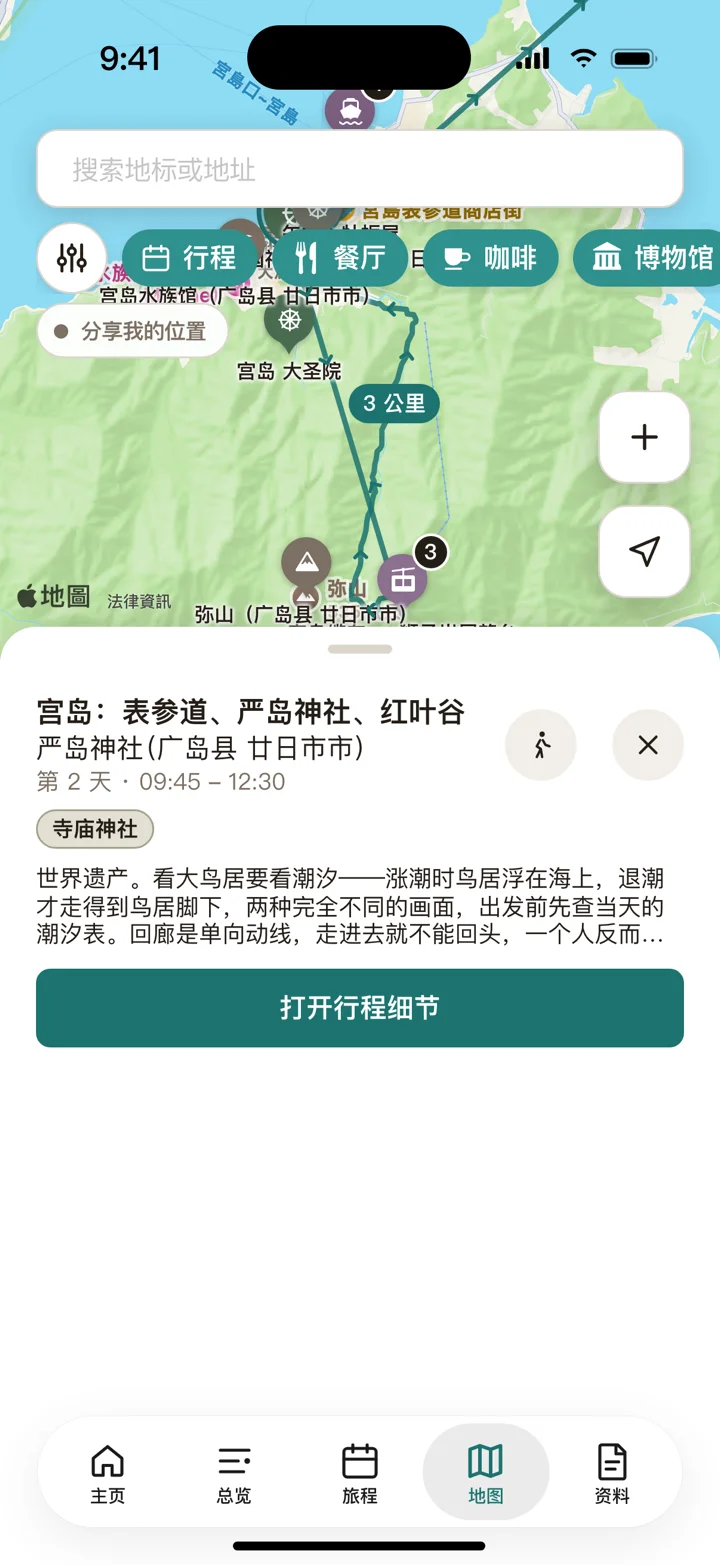 9:41
宮島口~宮島
搜索地标或地址
宮島表参道商店街
行程
餐厅
咖啡
博物馆
宫岛水族馆
(广岛县 廿日市市)
分享我的位置
宫岛 大圣院
3 公里
3
弥山
地圖
法律資訊
弥山（广岛县 廿日市市)
宫岛：表参道、严岛神社、红叶谷
严岛神社(广岛县 廿日市市)
第 2 天 · 09:45 – 12:30
寺庙神社
世界遗产。看大鸟居要看潮汐——涨潮时鸟居浮在海上，退潮
才走得到鸟居脚下，两种完全不同的画面，出发前先查当天的
潮汐表。回廊是单向动线，走进去就不能回头，一个人反而…
打开行程细节
主页
总览
旅程
地图
资料